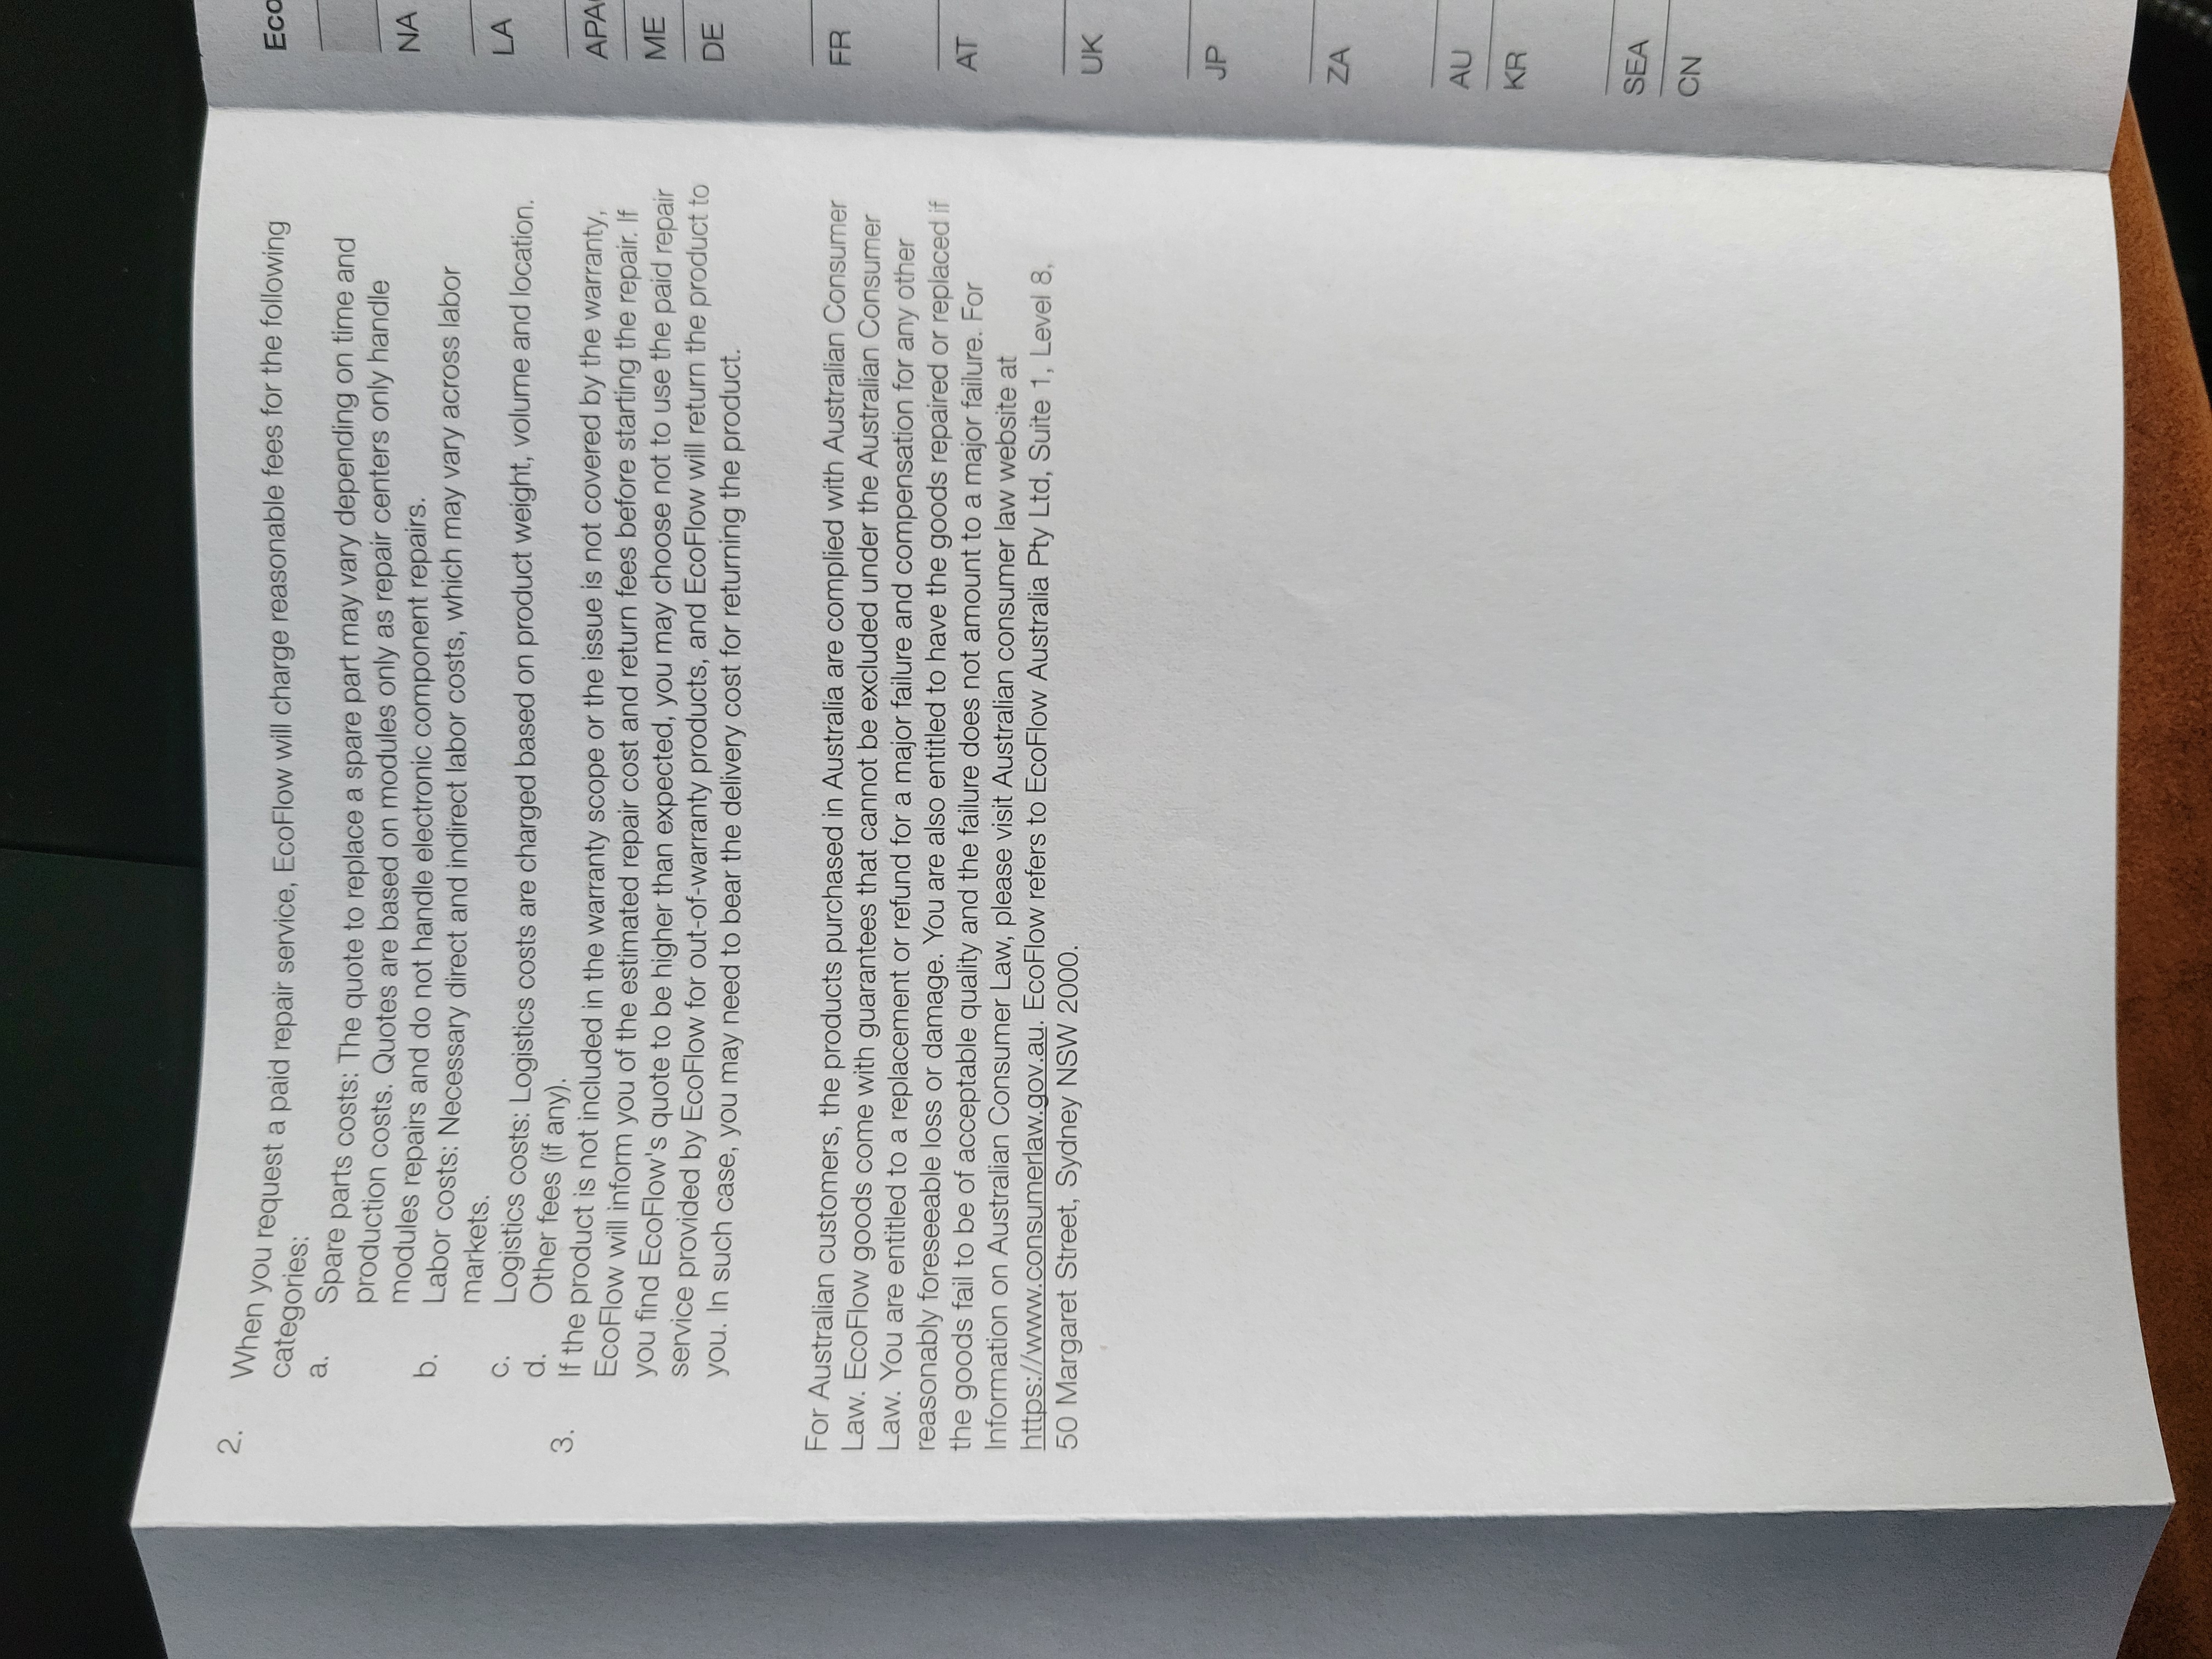 2. When you request a paid repair service, EcoFlow will charge reasonable fees for the following
categories:
a. Spare parts costs: The quote to replace a spare part may vary depending on time and
production costs. Quotes are based on modules only as repair centers only handle
modules repairs and do not handle electronic component repairs.
b. Labor costs: Necessary direct and indirect labor costs, which may vary across labor
markets.
c. Logistics costs: Logistics costs are charged based on product weight, volume and location.
d. Other fees (if any).
3. If the product is not included in the warranty scope or the issue is not covered by the warranty,
EcoFlow will inform you of the estimated repair cost and return fees before starting the repair. If
you find EcoFlow's quote to be higher than expected, you may choose not to use the paid repair
service provided by EcoFlow for out-of-warranty products, and EcoFlow will return the product to
you. In such case, you may need to bear the delivery cost for returning the product.
For Australian customers, the products purchased in Australia are complied with Australian Consumer
Law. EcoFlow goods come with guarantees that cannot be excluded under the Australian Consumer
Law. You are entitled to a replacement or refund for a major failure and compensation for any other
reasonably foreseeable loss or damage. You are also entitled to have the goods repaired or replaced if
the goods fail to be of acceptable quality and the failure does not amount to a major failure. For
Information on Australian Consumer Law, please visit Australian consumer law website at
https://www.consumerlaw.gov.au. EcoFlow refers to EcoFlow Australia Pty Ltd, Suite 1, Level 8,
50 Margaret Street, Sydney NSW 2000.
NA
LA
ME
DE
FR
AT
UK
JP
ZA
AU
KR
SEA
CN